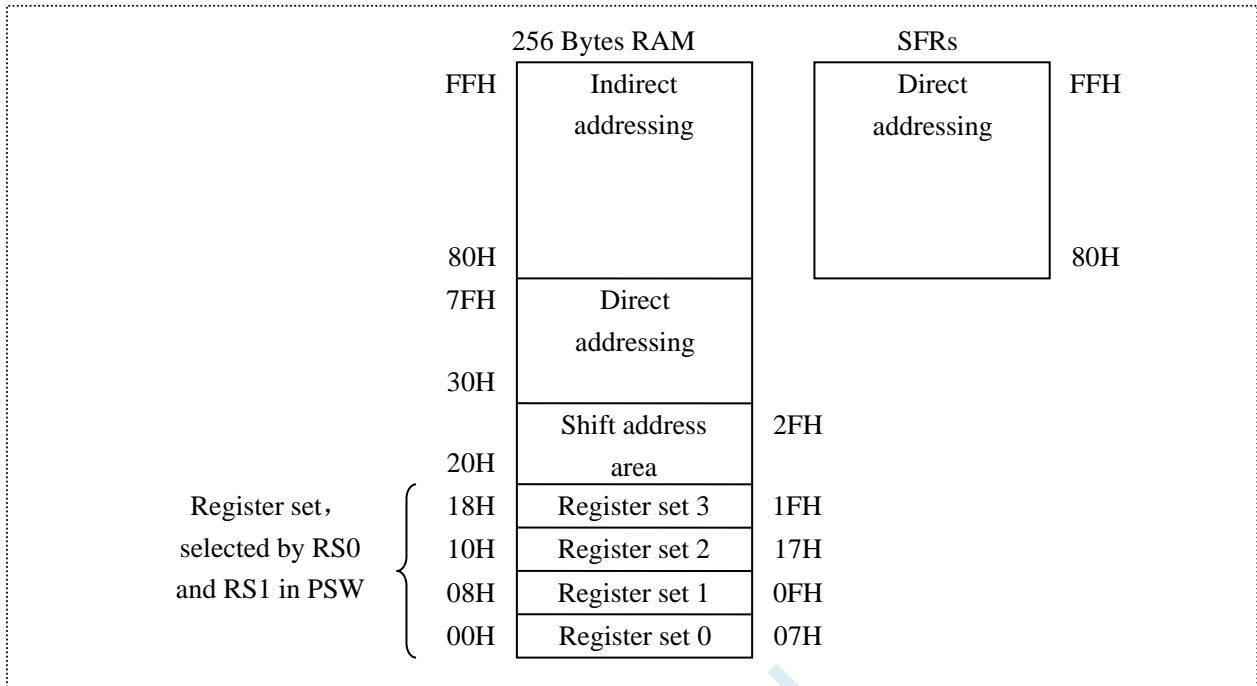 256 Bytes RAM SFRs
FFH Indirect Direct FFH
addressing addressing
80H 80H
7FH Direct
addressing
30H
Shift address 2FH
20H area
Register set， 18H Register set 3 1FH
selected by RS0 10H Register set 2 17H
and RS1 in PSW 08H Register set 1 0FH
00H Register set 0 07H